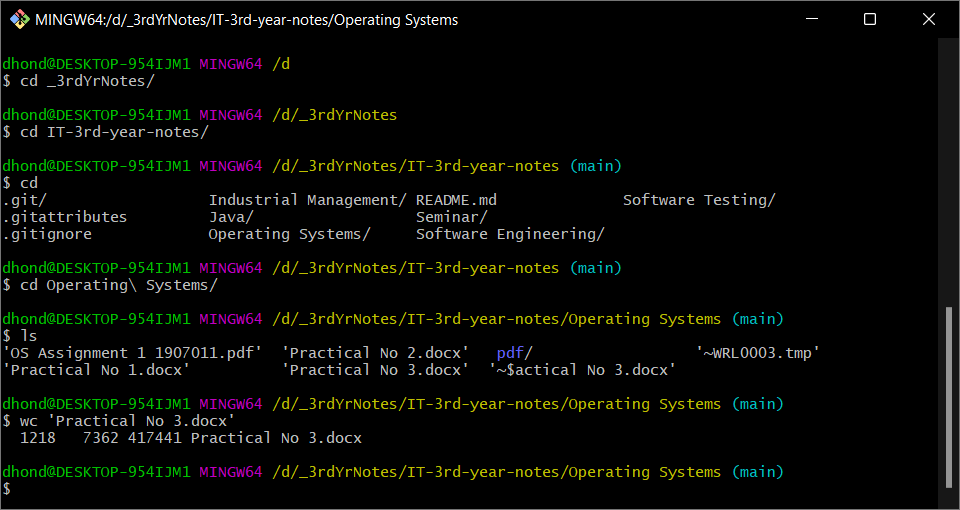 MINGW64:/d/_3rdYrNotes/IT-3rd-year-notes/Operating Systems
dhond@DESKTOP-954IJM1 MINGW64 /d
$ cd _3rdYrNotes/
dhond@DESKTOP-954IJM1 MINGW64 /d/_3rdYrNotes
$ cd IT-3rd-year-notes/
dhond@DESKTOP-954IJM1 MINGW64 /d/_3rdYrNotes/IT-3rd-year-notes (main)
$ cd
.git/ Industrial Management/ README.md Software Testing/
.gitattributes Java/ Seminar/
.gitignore Operating Systems/ Software Engineering/
dhond@DESKTOP-954IJM1 MINGW64 /d/_3rdYrNotes/IT-3rd-year-notes (main)
$ cd Operating\ Systems/
dhond@DESKTOP-954IJM1 MINGW64 /d/_3rdYrNotes/IT-3rd-year-notes/Operating Systems (main)
$ ls
'OS Assignment 1 1907011.pdf' 'Practical No 2.docx' pdf/ '~WRL0003.tmp'
'Practical No 1.docx' 'Practical No 3.docx' '~$actical No 3.docx'
dhond@DESKTOP-954IJM1 MINGW64 /d/_3rdYrNotes/IT-3rd-year-notes/Operating Systems (main)
$ wc 'Practical No 3.docx'
1218 7362 417441 Practical No 3.docx
dhond@DESKTOP-954IJM1 MINGW64 /d/_3rdYrNotes/IT-3rd-year-notes/Operating Systems (main)
$